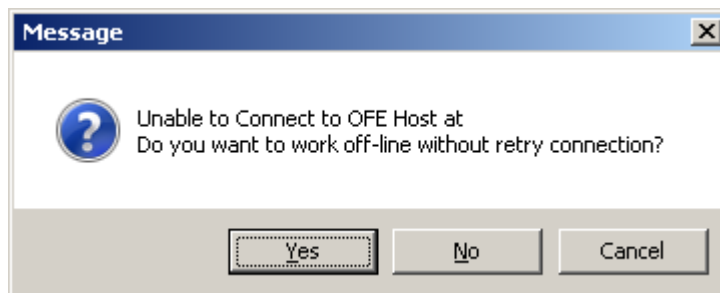 Message
Unable to Connect to OFE Host at
Do you want to work off-line without retry connection?
Yes
No
Cancel